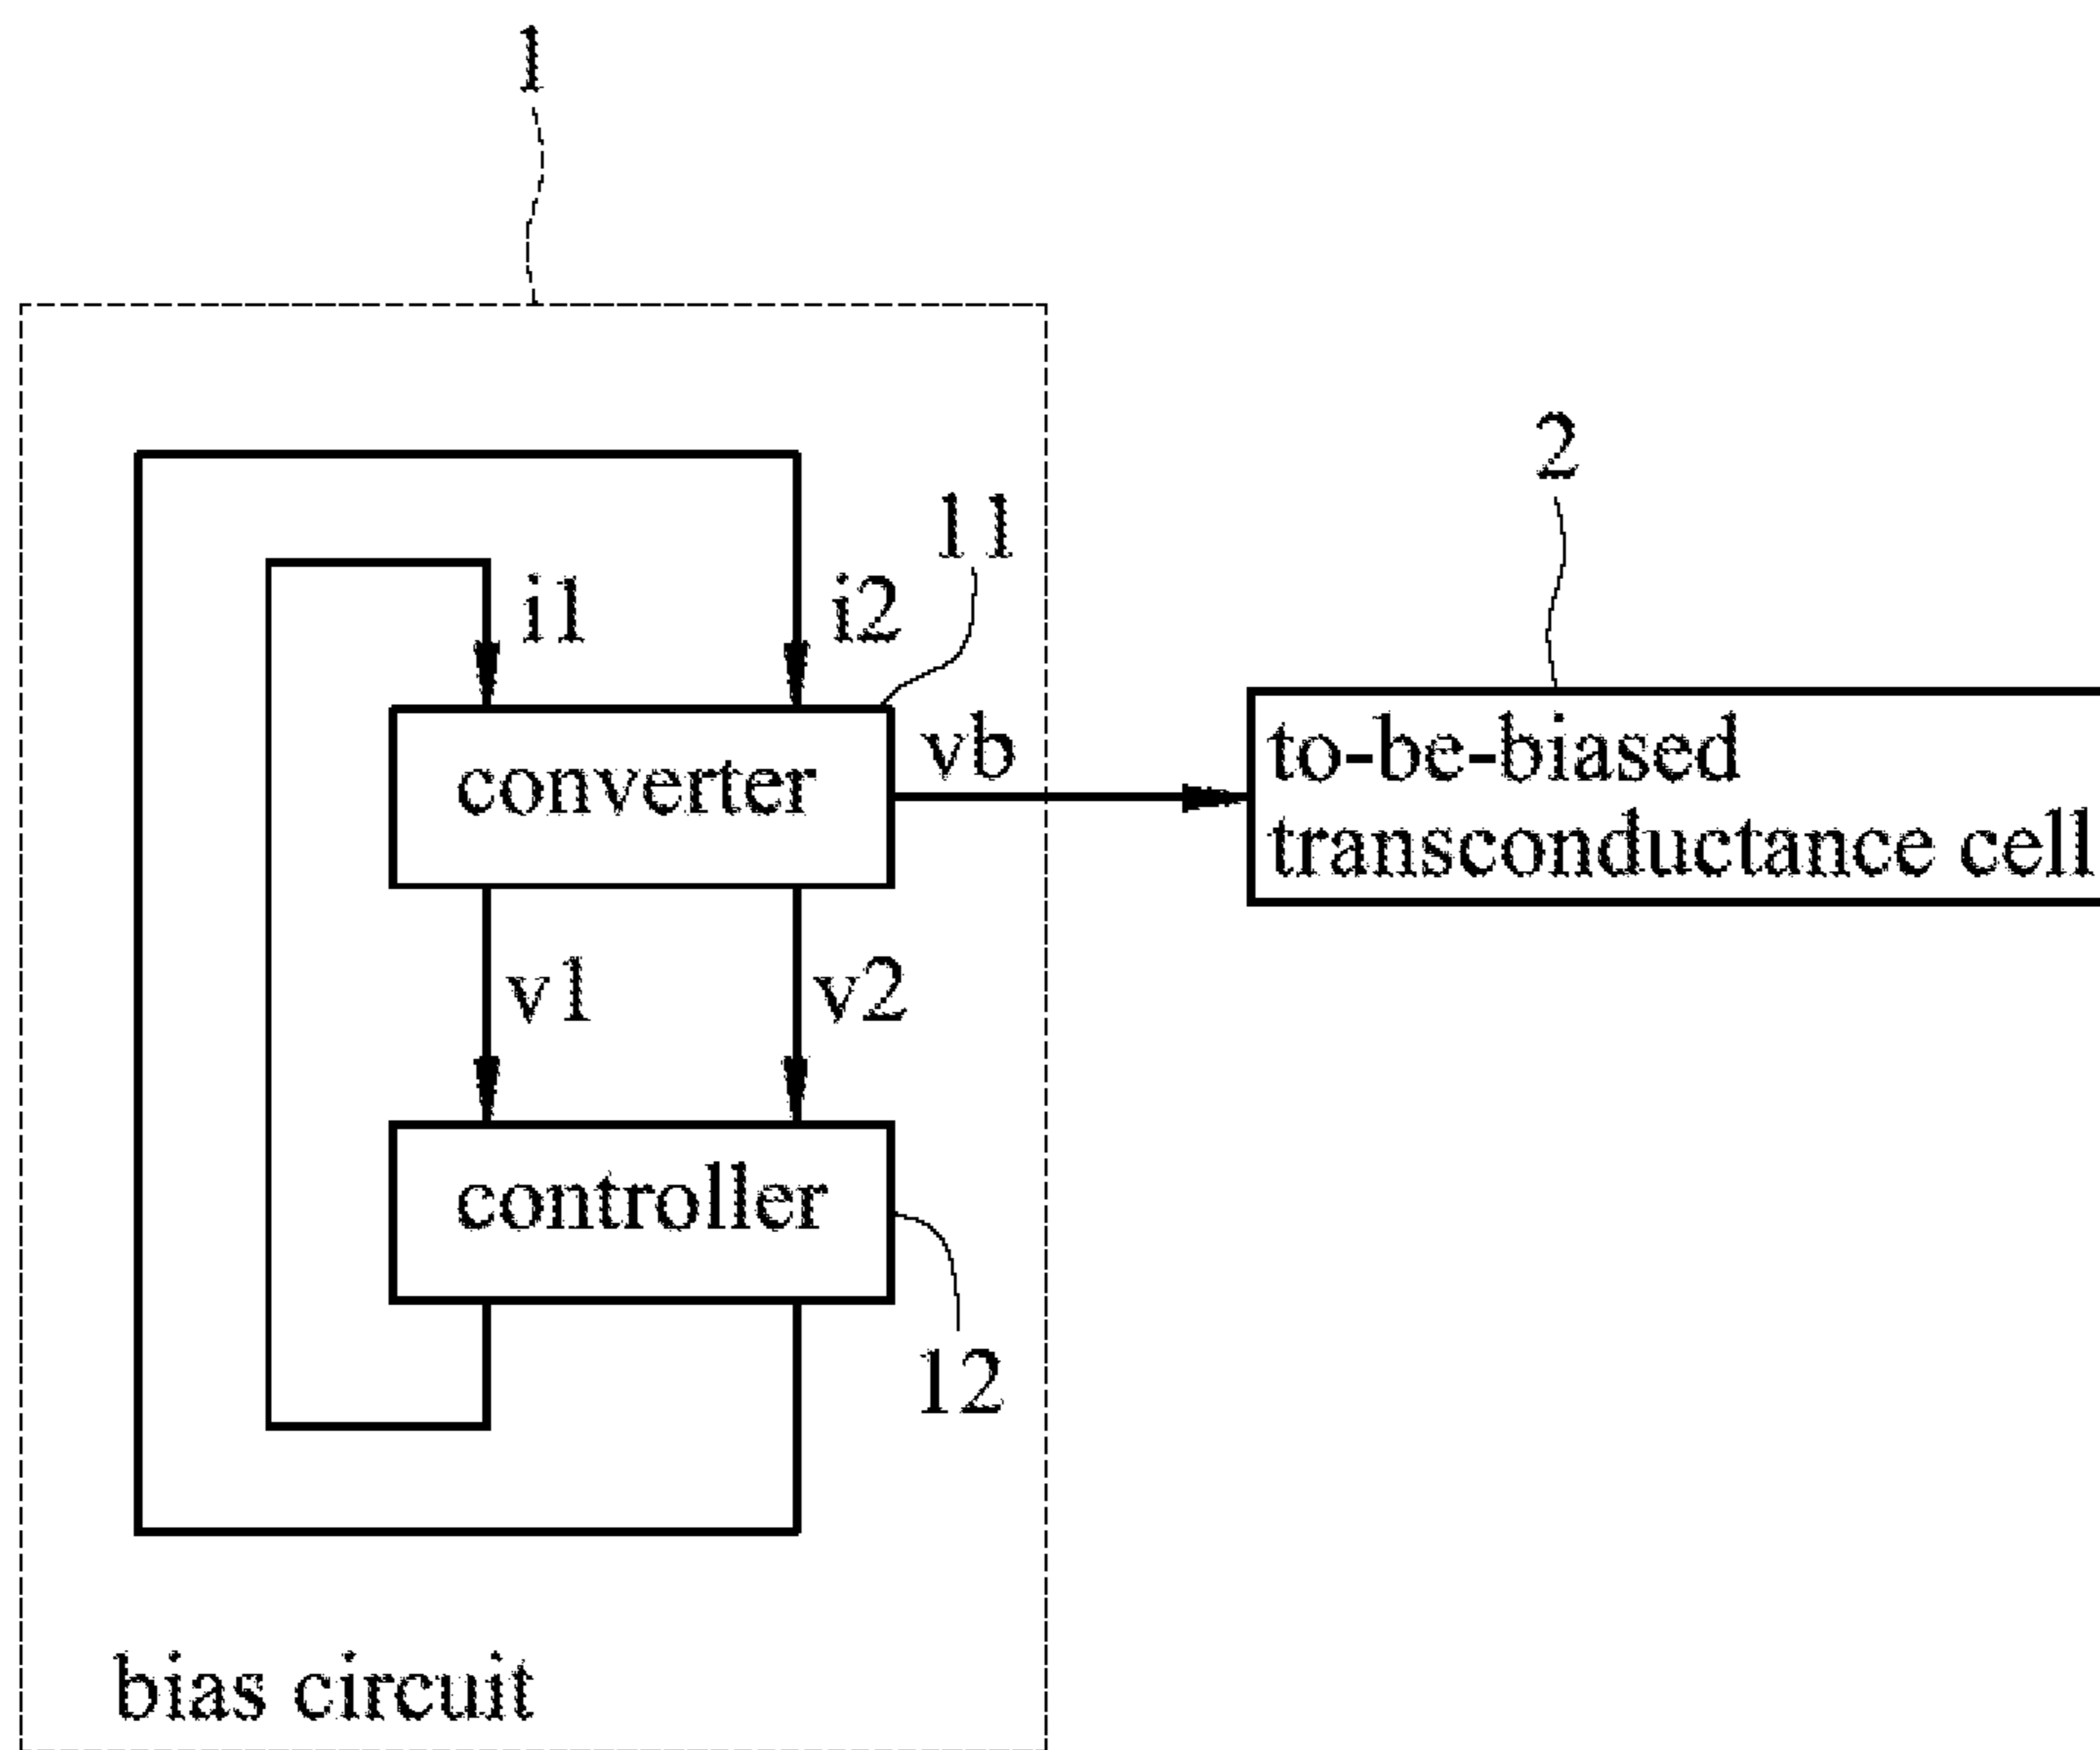 1
2
11
i1
i2
vb
converter
to-be-biased
transconductance cell
v1
v2
controller
12
bias circuit